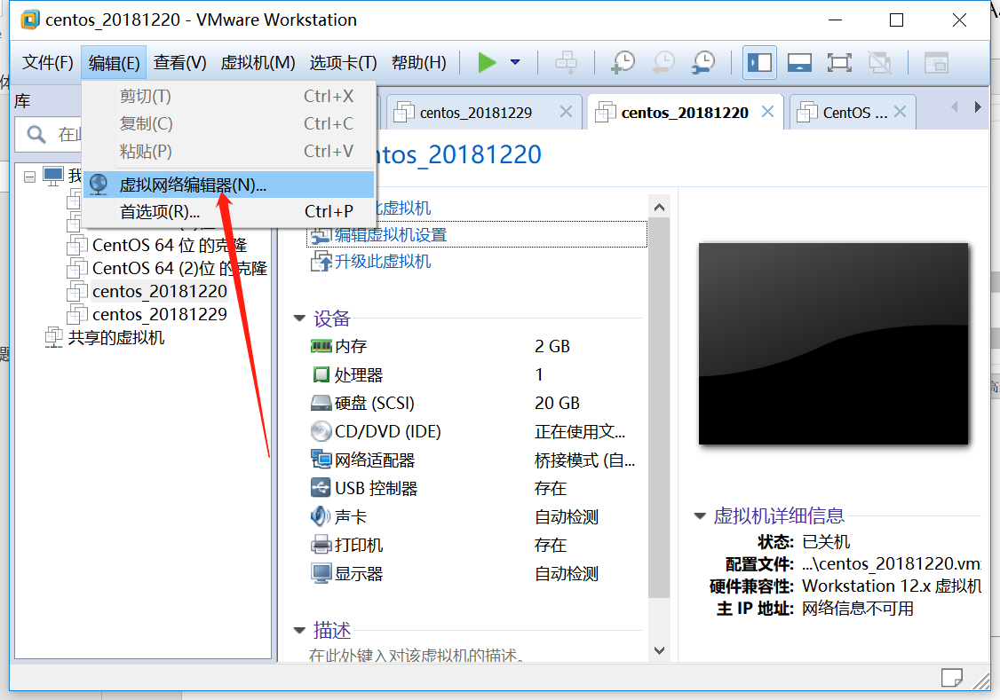 centos_20181220 - VMware Workstation
文件(F) 编辑(E) 查看(V) 虚拟机(M) 选项卡(T) 帮助(H)
剪切(T) Ctrl+X
复制(C) Ctrl+C
粘贴(P) Ctrl+V
虚拟网络编辑器(N)...
首选项(R)... Ctrl+P
库
在此
我
CentOS 64 位 的克隆
CentOS 64 (2)位 的克隆
centos_20181220
centos_20181229
共享的虚拟机
centos_20181229 centos_20181220 CentOS ...
ntos_20181220
此虚拟机
编辑虚拟机设置
升级此虚拟机
设备
内存 2 GB
处理器 1
硬盘 (SCSI) 20 GB
CD/DVD (IDE) 正在使用文...
网络适配器 桥接模式 (自...
USB 控制器 存在
声卡 自动检测
打印机 存在
显示器 自动检测
描述
在此处键入对该虚拟机的描述。
虚拟机详细信息
状态: 已关机
配置文件: ...\centos_20181220.vm
硬件兼容性: Workstation 12.x 虚拟机
主 IP 地址: 网络信息不可用